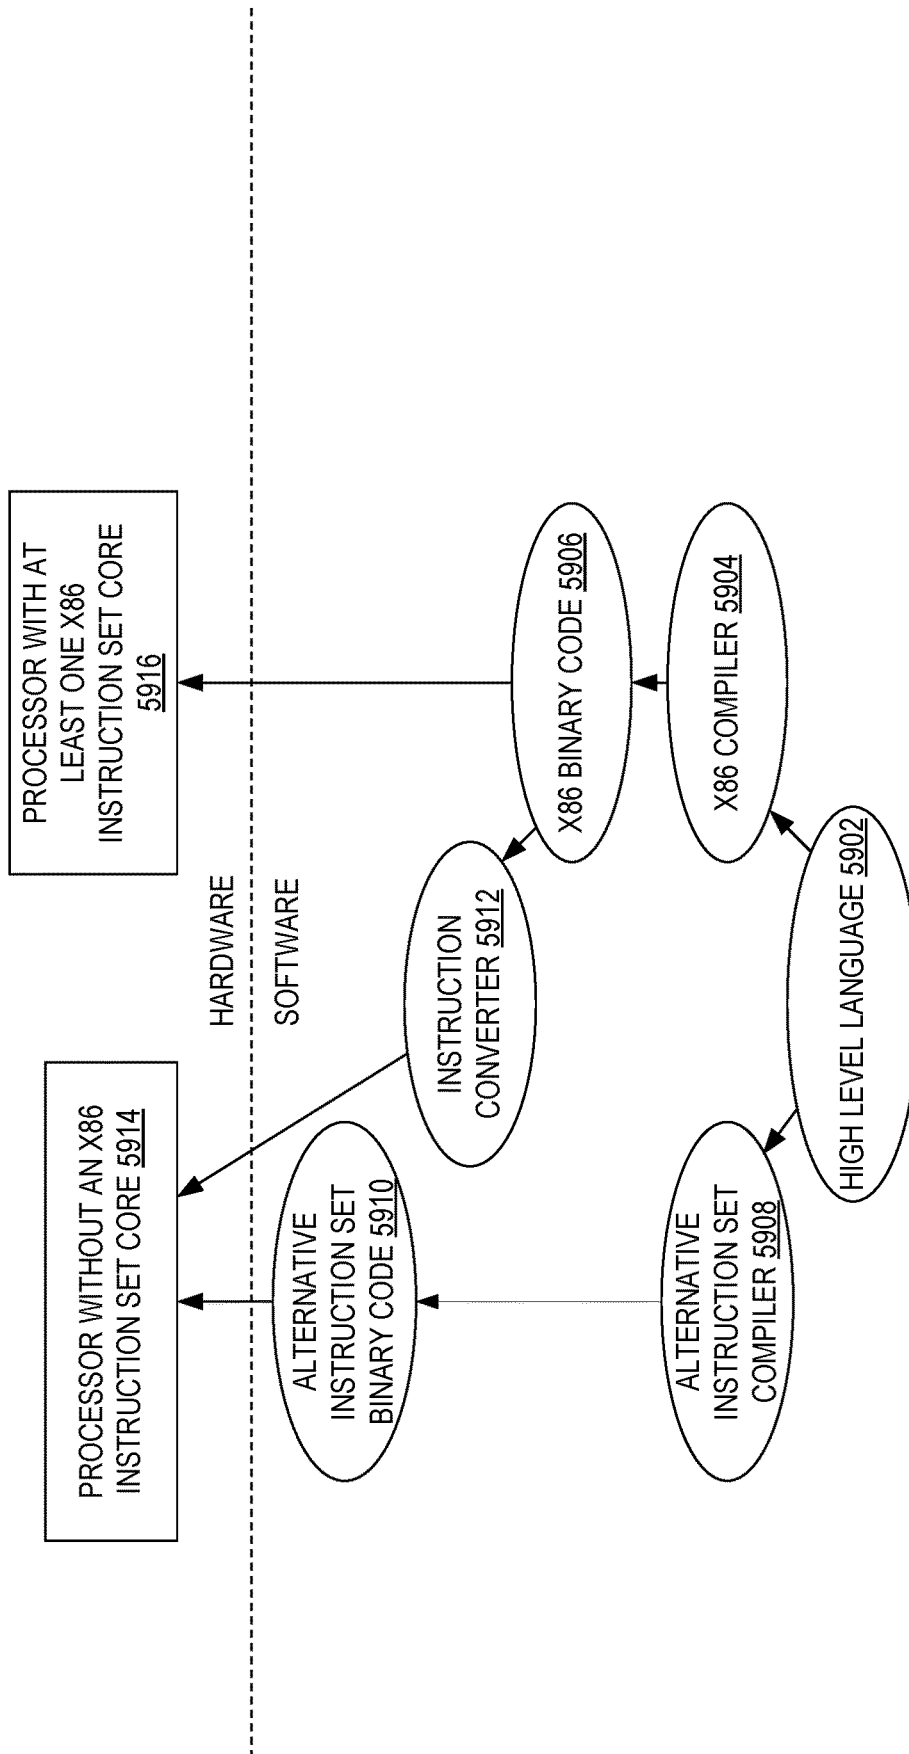 PROCESSOR WITHOUT AN X86
INSTRUCTION SET CORE 5914
PROCESSOR WITH AT
LEAST ONE X86
INSTRUCTION SET CORE
5916
HARDWARE
SOFTWARE
ALTERNATIVE
INSTRUCTION SET
BINARY CODE 5910
INSTRUCTION
CONVERTER 5912
X86 BINARY CODE 5906
ALTERNATIVE
INSTRUCTION SET
COMPILER 5908
X86 COMPILER 5904
HIGH LEVEL LANGUAGE 5902